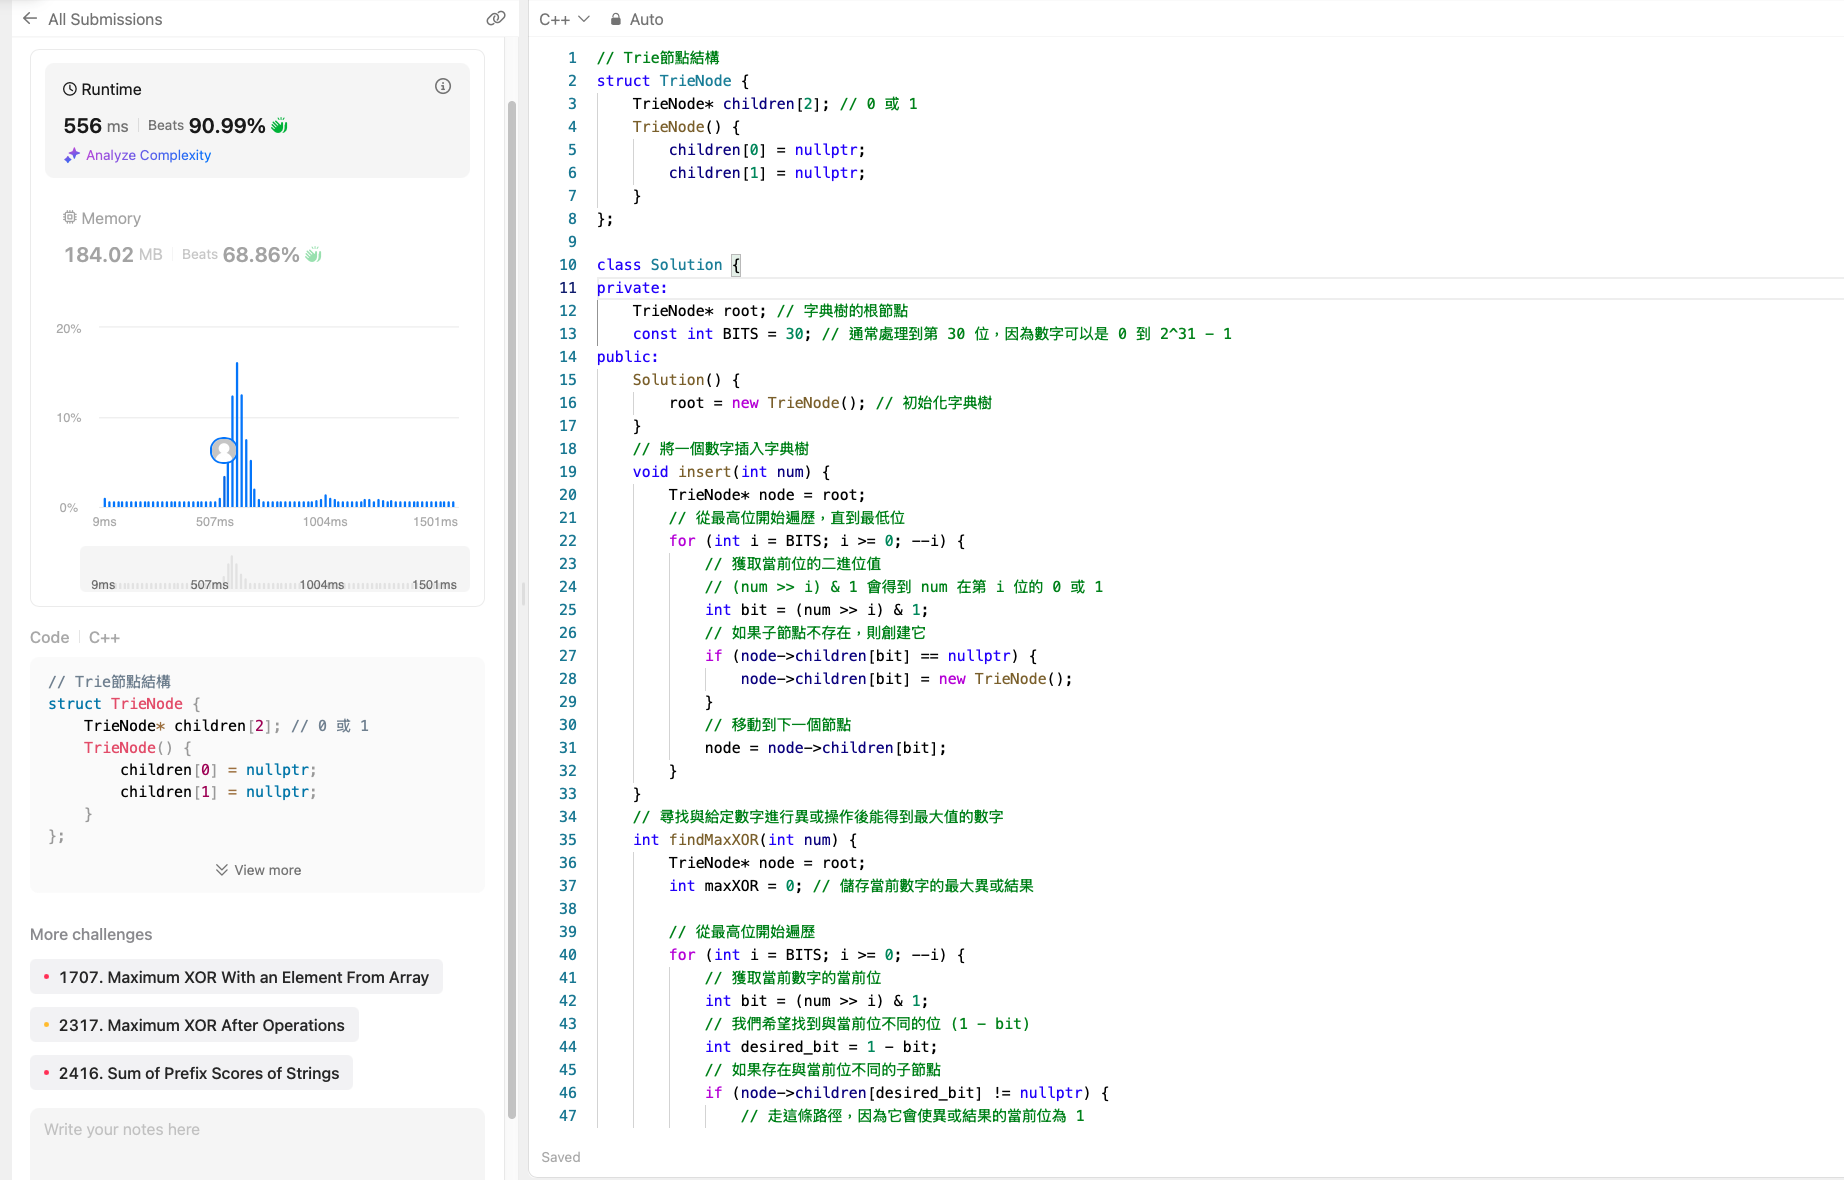 All Submissions
Runtime
556 ms
Beats 90.99%
Analyze Complexity
Memory
184.02 MB
Beats 68.86%
20%
10%
0%
9ms
507ms
1004ms
1501ms
9ms
507ms
1004ms
1501ms
Code
C++
// Trie節點結構
struct TrieNode {
    TrieNode* children[2]; // 0 或 1
    TrieNode() {
        children[0] = nullptr;
        children[1] = nullptr;
    }
};
View more
More challenges
1707. Maximum XOR With an Element From Array
2317. Maximum XOR After Operations
2416. Sum of Prefix Scores of Strings
Write your notes here
C++
Auto
1 // Trie節點結構
2 struct TrieNode {
3     TrieNode* children[2]; // 0 或 1
4     TrieNode() {
5         children[0] = nullptr;
6         children[1] = nullptr;
7     }
8 };
9
10 class Solution {
11 private:
12     TrieNode* root; // 字典樹的根節點
13     const int BITS = 30; // 通常處理到第 30 位，因為數字可以是 0 到 2^31 - 1
14 public:
15     Solution() {
16         root = new TrieNode(); // 初始化字典樹
17     }
18     // 將一個數字插入字典樹
19     void insert(int num) {
20         TrieNode* node = root;
21         // 從最高位開始遍歷，直到最低位
22         for (int i = BITS; i >= 0; --i) {
23             // 獲取當前位的二進位值
24             // (num >> i) & 1 會得到 num 在第 i 位的 0 或 1
25             int bit = (num >> i) & 1;
26             // 如果子節點不存在，則創建它
27             if (node->children[bit] == nullptr) {
28                 node->children[bit] = new TrieNode();
29             }
30             // 移動到下一個節點
31             node = node->children[bit];
32         }
33     }
34     // 尋找與給定數字進行異或操作後能得到最大值的數字
35     int findMaxXOR(int num) {
36         TrieNode* node = root;
37         int maxXOR = 0; // 儲存當前數字的最大異或結果
38
39         // 從最高位開始遍歷
40         for (int i = BITS; i >= 0; --i) {
41             // 獲取當前數字的當前位
42             int bit = (num >> i) & 1;
43             // 我們希望找到與當前位不同的位 (1 - bit)
44             int desired_bit = 1 - bit;
45             // 如果存在與當前位不同的子節點
46             if (node->children[desired_bit] != nullptr) {
47                 // 走這條路徑，因為它會使異或結果的當前位為 1
Saved